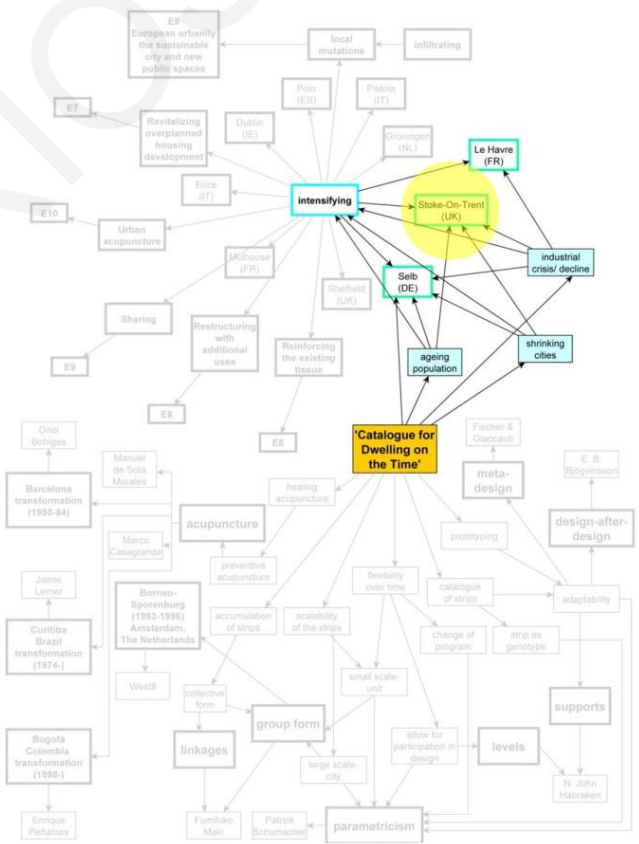 E9
European urbanity
the sustainable
city and new
public spaces
local
mutations
infiltrating
Poio
(ES)
Pistoia
(IT)
E7
Revitalizing
overplanned
housing
development
Dublin
(IE)
Groningen
(NL)
Le Havre
(FR)
Erice
(IT)
intensifying
Stoke-On-Trent
(UK)
E10
Urban
acupuncture
Mulhouse
(FR)
Sheffield
(UK)
Selb
(DE)
industrial
crisis/ decline
Sharing
Restructuring
with
additional
uses
Reinforcing
the existing
tissue
ageing
population
shrinking
cities
E9
E8
E8
'Catalogue for
Dwelling on
the Time'
Oriol
Bohigas
Manuel
de Sola
Morales
Fischer &
Giaccardi
E. B.
Björgvinsson
Barcelona
transformation
(1980-84)
healing
acupuncture
meta-
design
acupuncture
prototyping
design-after-
design
Marco
Casagrande
preventive
acupuncture
Jaime
Lerner
Borneo-
Sporenburg
(1993-1996)
Amsterdam,
The Netherlands
flexibility
over time
catalogue
of strips
adaptability
accumulation
of strips
scalability
of the strips
Curitiba
Brazil
transformation
(1974-)
change of
program
strip as
genotype
West8
collective
form
small scale-
unit
supports
group form
Bogotà
Colombia
transformation
(1998-)
linkages
large scale-
city
allow for
participation in
design
levels
N. John
Habraken
Enrique
Peñalosa
Fumihiko
Maki
Patrick
Schumacher
parametricism